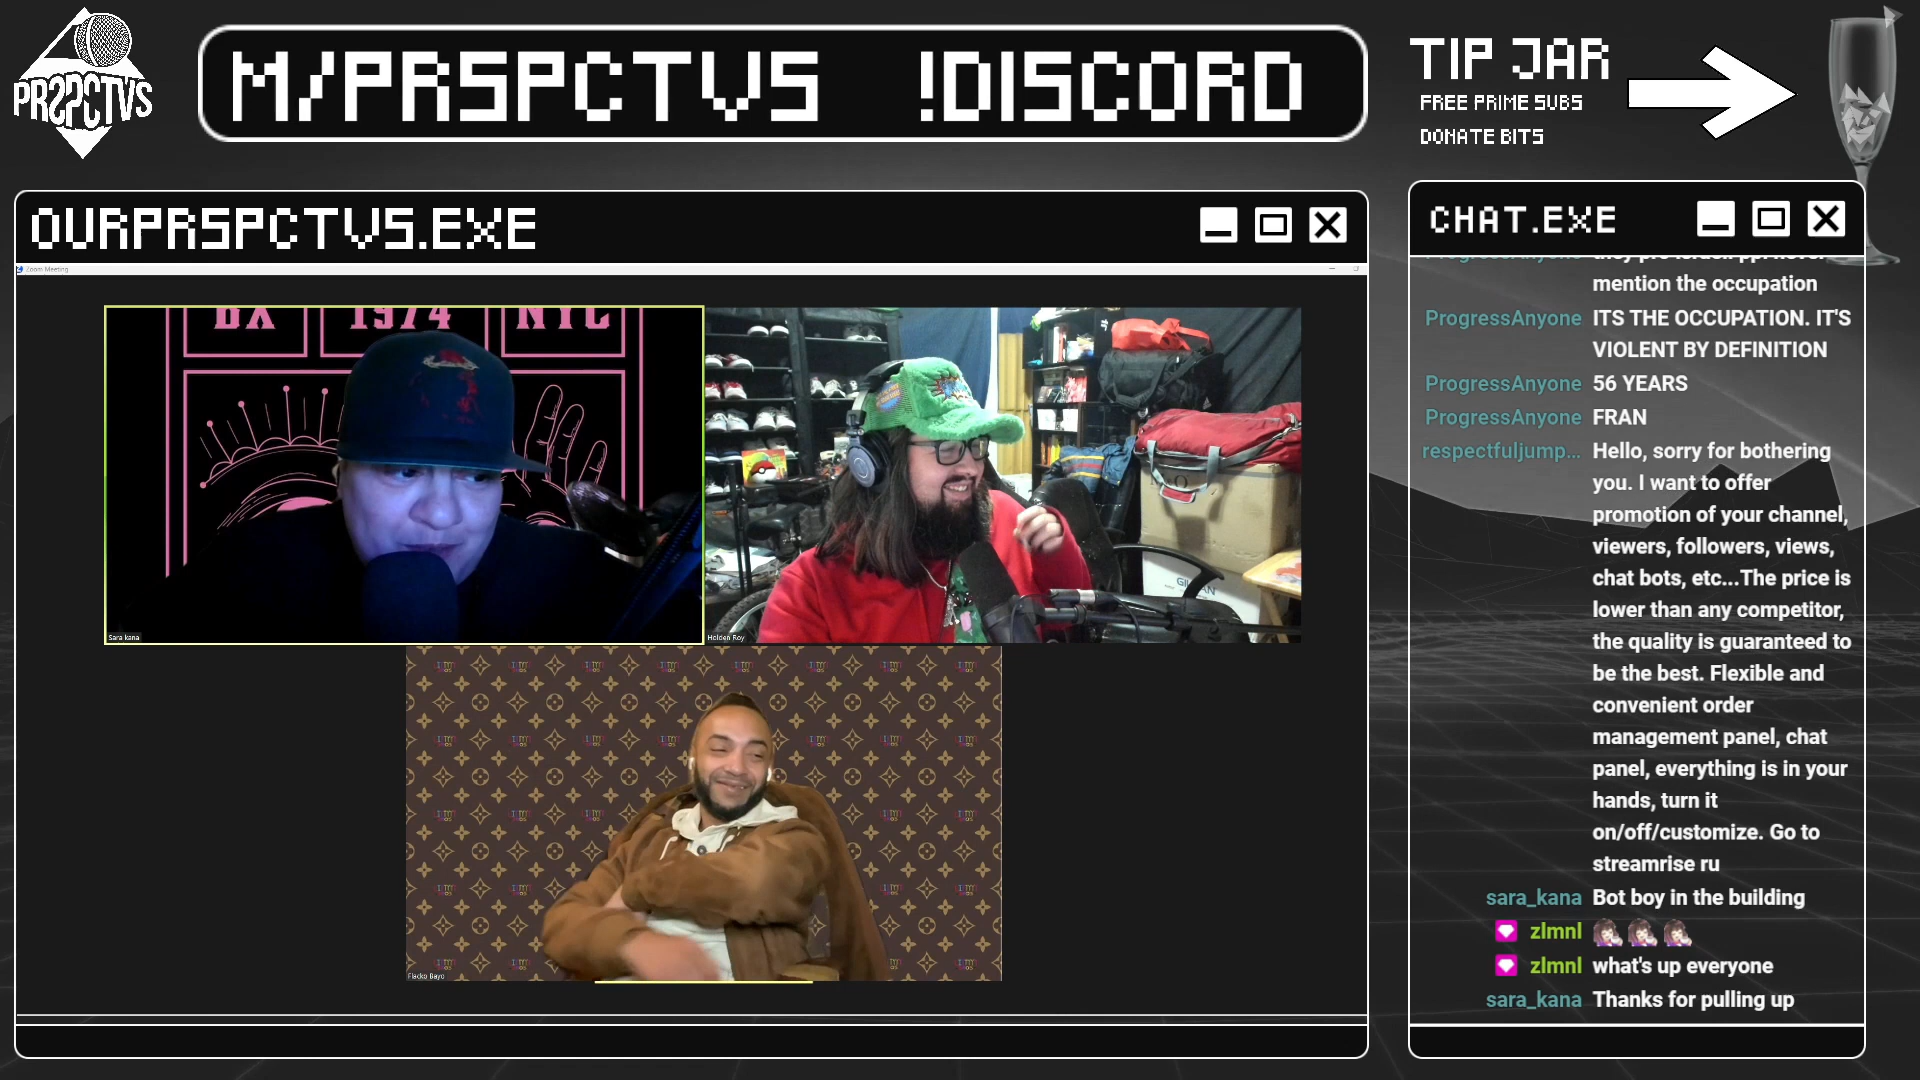 PRSPCTVS
M/PRSPCTVS !DISCORD
TIP JAR
FREE PRIME SUBS
DONATE BITS
OURPRSPCTVS.EXE
Zoom Meeting
BX 1974 NYC
Sara kana
Holden Roy
Flacko Bayo
CHAT.EXE
mention the occupation
ProgressAnyone ITS THE OCCUPATION. IT'S
VIOLENT BY DEFINITION
ProgressAnyone 56 YEARS
ProgressAnyone FRAN
respectfuljump... Hello, sorry for bothering
you. I want to offer
promotion of your channel,
viewers, followers, views,
chat bots, etc...The price is
lower than any competitor,
the quality is guaranteed to
be the best. Flexible and
convenient order
management panel, chat
panel, everything is in your
hands, turn it
on/off/customize. Go to
streamrise ru
sara_kana Bot boy in the building
zlmnl
zlmnl what's up everyone
sara_kana Thanks for pulling up